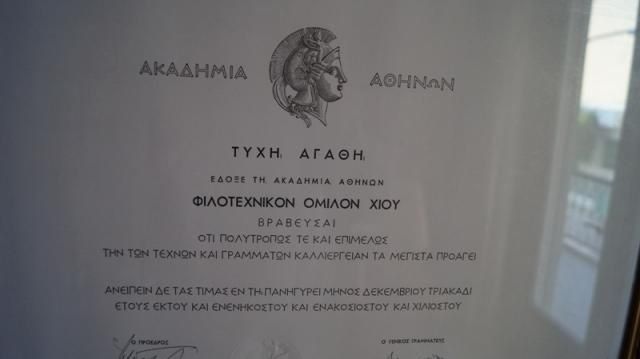 ΑΚΑΔΗΜΙΑ ΑΘΗΝΩΝ
ΤΥΧΗι ΑΓΑΘΗι
ΕΔΟΞΕ ΤΗι ΑΚΑΔΗΜΙΑι ΑΘΗΝΩΝ
ΦΙΛΟΤΕΧΝΙΚΟΝ ΟΜΙΛΟΝ ΧΙΟΥ
ΒΡΑΒΕΥΣΑΙ
ΟΤΙ ΠΟΛΥΤΡΟΠΩΣ ΤΕ ΚΑΙ ΕΠΙΜΕΛΩΣ
ΤΗΝ ΤΩΝ ΤΕΧΝΩΝ ΚΑΙ ΓΡΑΜΜΑΤΩΝ ΚΑΛΛΙΕΡΓΕΙΑΝ ΤΑ ΜΕΓΙΣΤΑ ΠΡΟΑΓΕΙ
ΑΝΕΙΠΕΙΝ ΔΕ ΤΑΣ ΤΙΜΑΣ ΕΝ ΤΗι ΠΑΝΗΓΥΡΕΙ ΜΗΝΟΣ ΔΕΚΕΜΒΡΙΟΥ ΤΡΙΑΚΑΔΙ
ΕΤΟΥΣ ΕΚΤΟΥ ΚΑΙ ΕΝΕΝΗΚΟΣΤΟΥ ΚΑΙ ΕΝΑΚΟΣΙΟΣΤΟΥ ΚΑΙ ΧΙΛΙΟΣΤΟΥ
Ο ΠΡΟΕΔΡΟΣ Ο ΓΕΝΙΚΟΣ ΓΡΑΜΜΑΤΕΥΣ